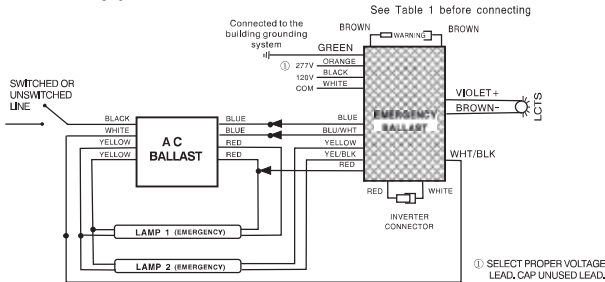 See Table 1 before connecting
Connected to the
building grounding
system
BROWN
WARNING
BROWN
GREEN
① 277V
ORANGE
120V
BLACK
COM
WHITE
SWITCHED OR
UNSWITCHED
LINE
VIOLET+
BROWN-
LCTS
EMERGENCY
BALLAST
BLACK
WHITE
YELLOW
YELLOW
AC
BALLAST
BLUE
BLUE
RED
RED
BLUE
BLU/WHT
YELLOW
YEL/BLK
RED
WHT/BLK
RED
WHITE
INVERTER
CONNECTOR
LAMP 1 (EMERGENCY)
LAMP 2 (EMERGENCY)
① SELECT PROPER VOLTAGE
LEAD. CAP UNUSED LEAD.